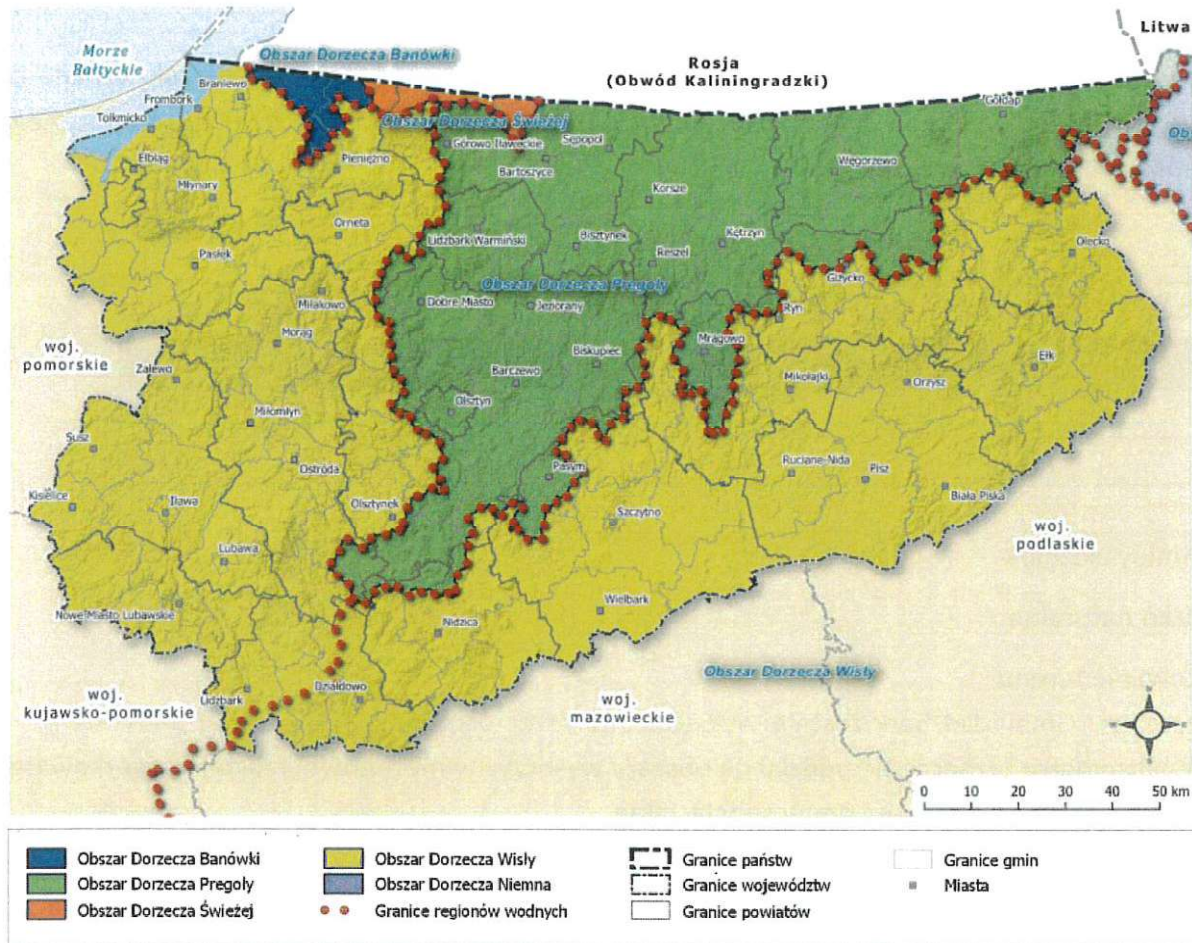 Morze
Bałtyckie
Obszar Dorzecza Banówki
Rosja
(Obwód Kaliningradzki)
Litwa
Braniewo
Frombork
Tolkmicko
Elbląg
Młynary
Pieniężno
Obszar Dorzecza Świeżej
Górowo Iławeckie
Sępopol
Bartoszyce
Gołdap
Węgorzewo
Korsze
Orneta
Lidzbark Warmiński
Bisztynek
Kętrzyn
Reszel
Pasłęk
Olecko
Giżycko
Miłakowo
Dobre Miasto
Obszar Dorzecza Pregoły
Jeziorany
Ryn
Morąg
Mrągowo
woj.
pomorskie
Zalewo
Biskupiec
Barczewo
Ełk
Mikołajki
Orzysz
Olsztyn
Miłomłyn
Susz
Ostróda
Pasym
Ruciane-Nida
Pisz
Biała Piska
Kisielice
Iława
Olsztynek
Szczytno
woj.
podlaskie
Lubawa
Nowe Miasto Lubawskie
Wielbark
Nidzica
Obszar Dorzecza Wisły
Lidzbark
Działdowo
woj.
kujawsko-pomorskie
woj.
mazowieckie
0 10 20 30 40 50 km
Obszar Dorzecza Banówki
Obszar Dorzecza Pregoły
Obszar Dorzecza Świeżej
Obszar Dorzecza Wisły
Obszar Dorzecza Niemna
Granice regionów wodnych
Granice państw
Granice województw
Granice powiatów
Granice gmin
Miasta